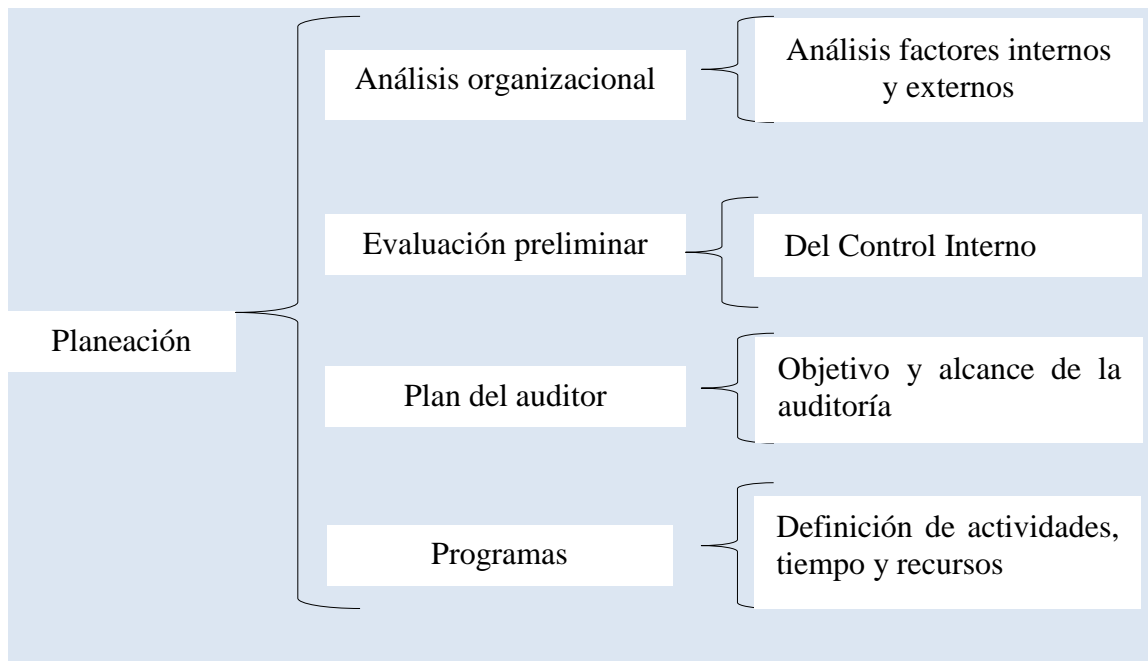 Planeación
Análisis organizacional
Análisis factores internos
y externos
Evaluación preliminar
Del Control Interno
Plan del auditor
Objetivo y alcance de la
auditoría
Programas
Definición de actividades,
tiempo y recursos